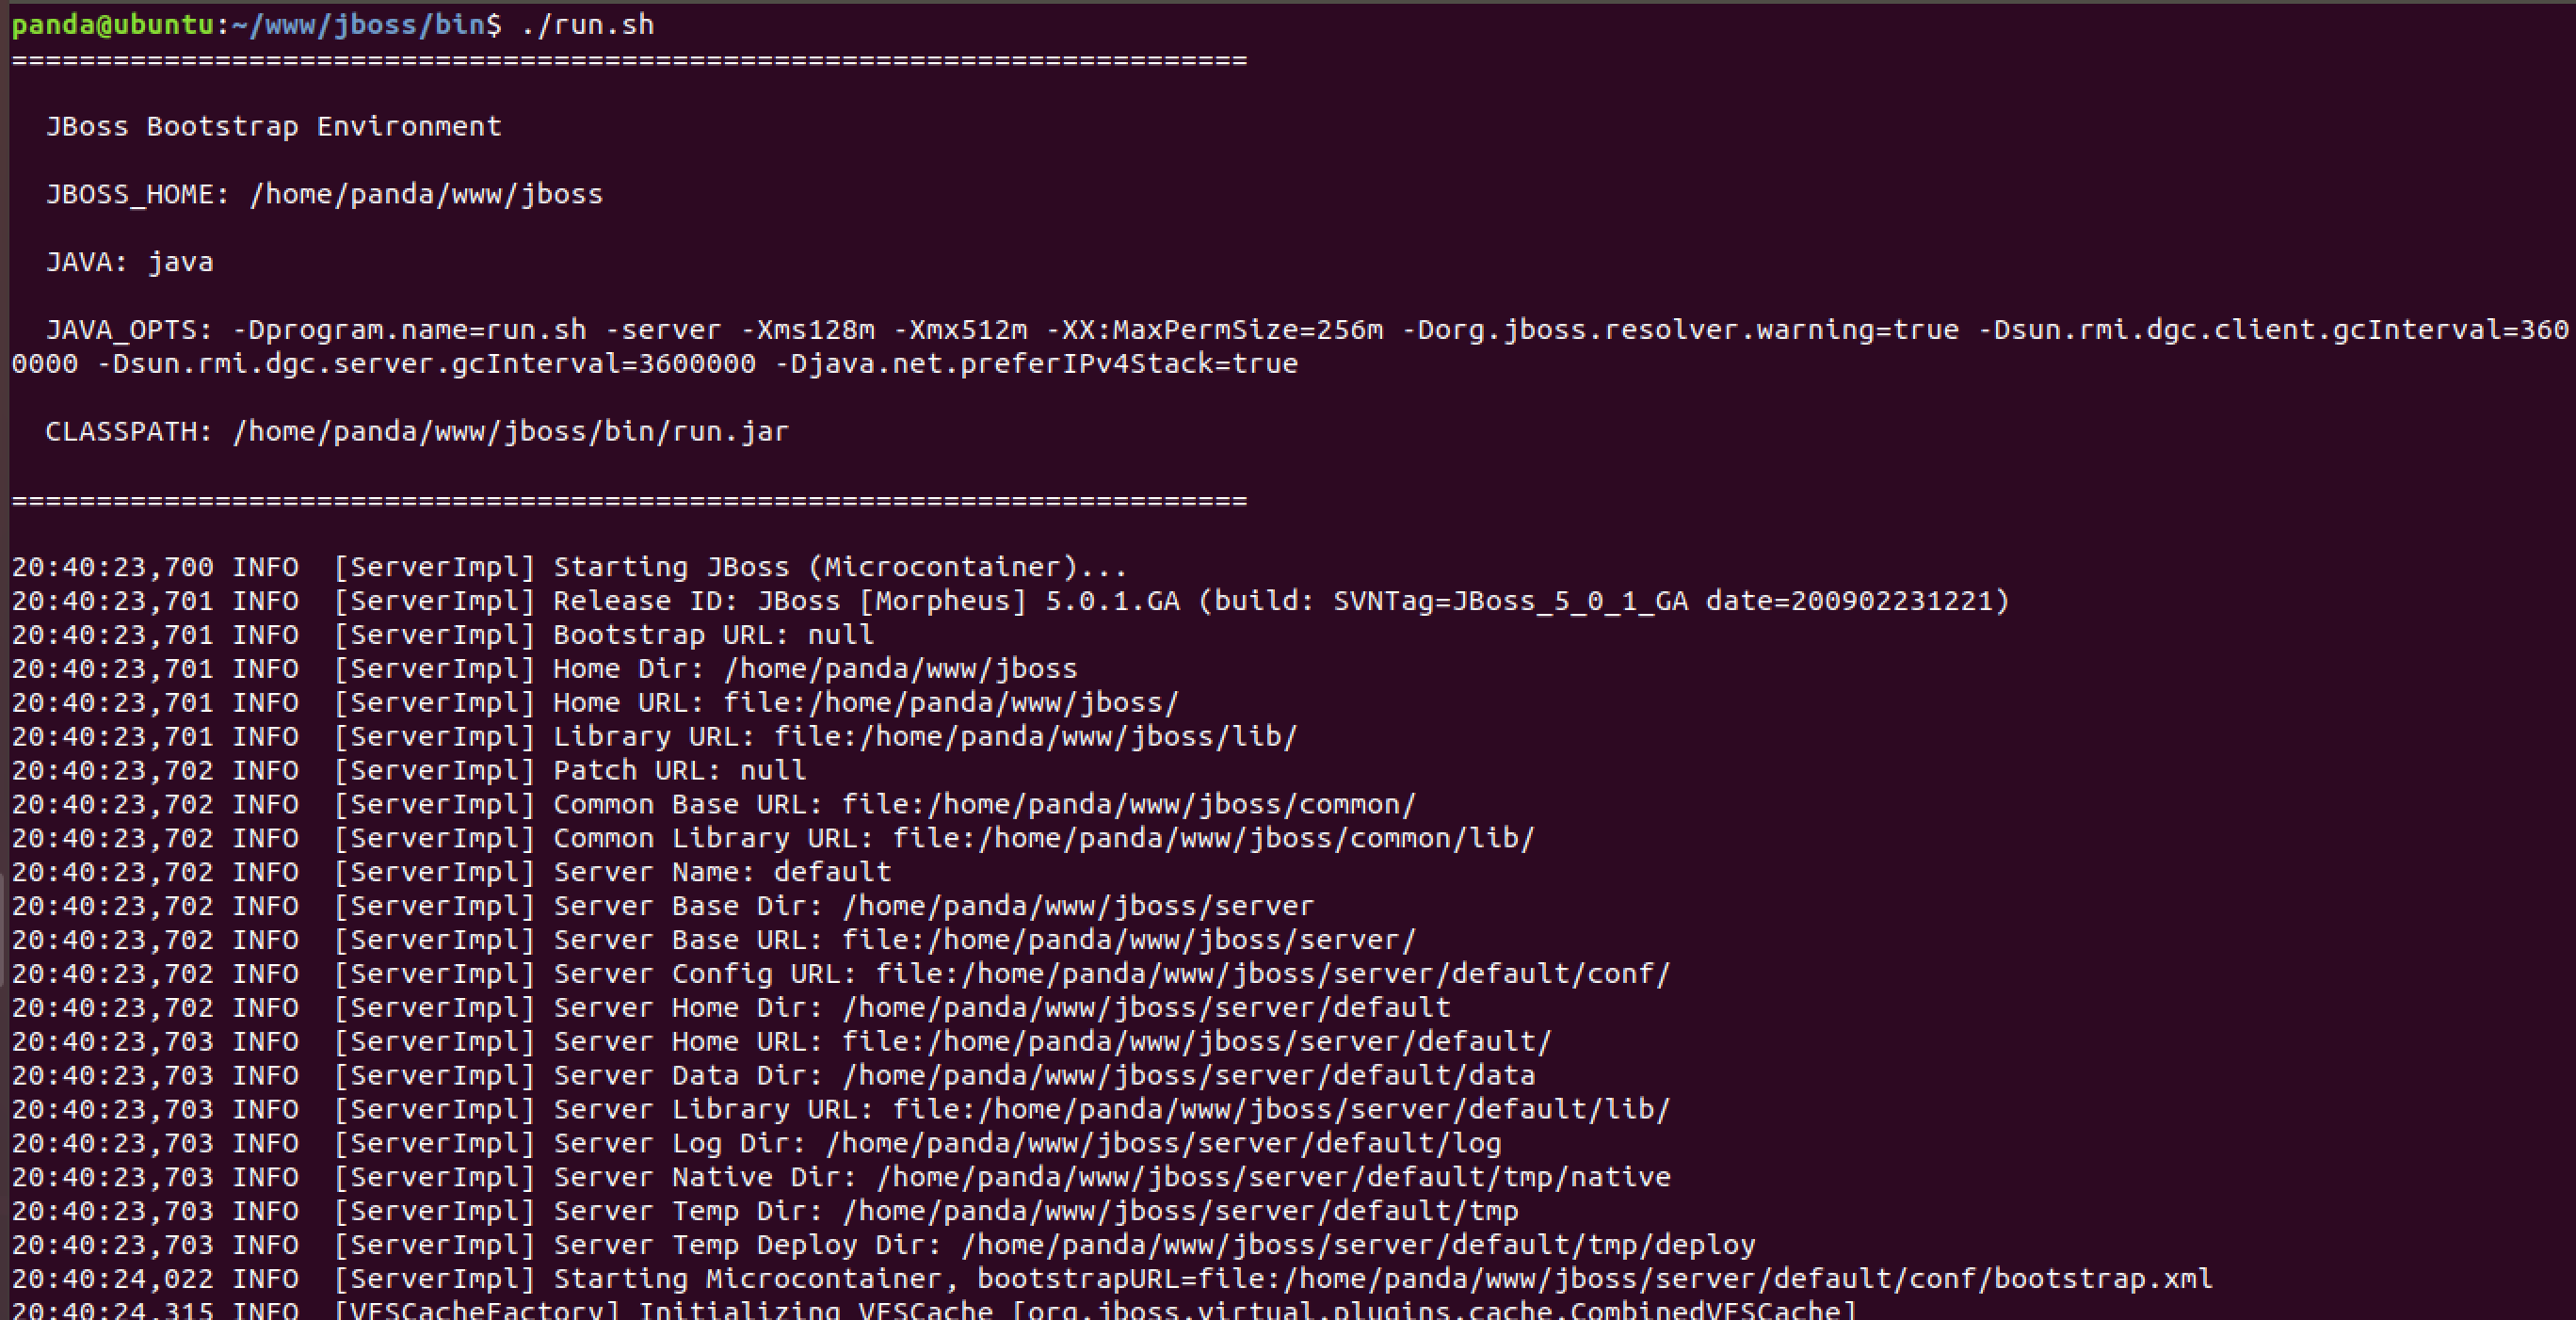 panda@ubuntu:~/www/jboss/bin$ ./run.sh
=========================================================================
JBoss Bootstrap Environment
JBOSS_HOME: /home/panda/www/jboss
JAVA: java
JAVA_OPTS: -Dprogram.name=run.sh -server -Xms128m -Xmx512m -XX:MaxPermSize=256m -Dorg.jboss.resolver.warning=true -Dsun.rmi.dgc.client.gcInterval=360
0000 -Dsun.rmi.dgc.server.gcInterval=3600000 -Djava.net.preferIPv4Stack=true
CLASSPATH: /home/panda/www/jboss/bin/run.jar
=========================================================================
20:40:23,700 INFO  [ServerImpl] Starting JBoss (Microcontainer)...
20:40:23,701 INFO  [ServerImpl] Release ID: JBoss [Morpheus] 5.0.1.GA (build: SVNTag=JBoss_5_0_1_GA date=200902231221)
20:40:23,701 INFO  [ServerImpl] Bootstrap URL: null
20:40:23,701 INFO  [ServerImpl] Home Dir: /home/panda/www/jboss
20:40:23,701 INFO  [ServerImpl] Home URL: file:/home/panda/www/jboss/
20:40:23,701 INFO  [ServerImpl] Library URL: file:/home/panda/www/jboss/lib/
20:40:23,702 INFO  [ServerImpl] Patch URL: null
20:40:23,702 INFO  [ServerImpl] Common Base URL: file:/home/panda/www/jboss/common/
20:40:23,702 INFO  [ServerImpl] Common Library URL: file:/home/panda/www/jboss/common/lib/
20:40:23,702 INFO  [ServerImpl] Server Name: default
20:40:23,702 INFO  [ServerImpl] Server Base Dir: /home/panda/www/jboss/server
20:40:23,702 INFO  [ServerImpl] Server Base URL: file:/home/panda/www/jboss/server/
20:40:23,702 INFO  [ServerImpl] Server Config URL: file:/home/panda/www/jboss/server/default/conf/
20:40:23,702 INFO  [ServerImpl] Server Home Dir: /home/panda/www/jboss/server/default
20:40:23,703 INFO  [ServerImpl] Server Home URL: file:/home/panda/www/jboss/server/default/
20:40:23,703 INFO  [ServerImpl] Server Data Dir: /home/panda/www/jboss/server/default/data
20:40:23,703 INFO  [ServerImpl] Server Library URL: file:/home/panda/www/jboss/server/default/lib/
20:40:23,703 INFO  [ServerImpl] Server Log Dir: /home/panda/www/jboss/server/default/log
20:40:23,703 INFO  [ServerImpl] Server Native Dir: /home/panda/www/jboss/server/default/tmp/native
20:40:23,703 INFO  [ServerImpl] Server Temp Dir: /home/panda/www/jboss/server/default/tmp
20:40:23,703 INFO  [ServerImpl] Server Temp Deploy Dir: /home/panda/www/jboss/server/default/tmp/deploy
20:40:24,022 INFO  [ServerImpl] Starting Microcontainer, bootstrapURL=file:/home/panda/www/jboss/server/default/conf/bootstrap.xml
20:40:24,315 INFO  [VFSCacheFactory] Initializing VFSCache [org.jboss.virtual.plugins.cache.CombinedVFSCache]